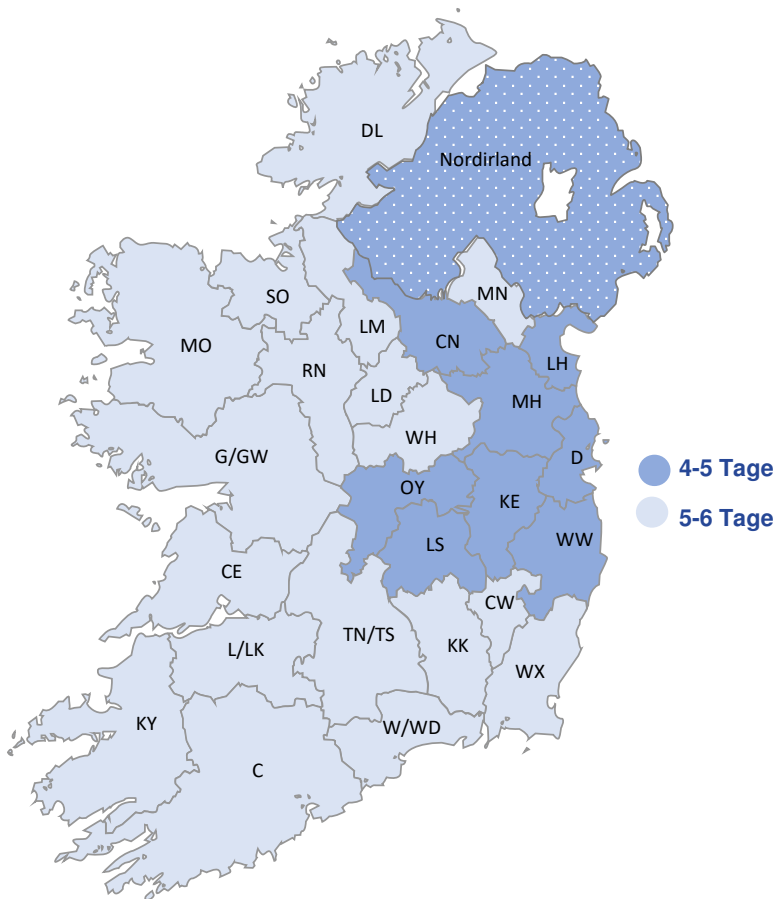 DL
Nordirland
MN
SO
LM
CN
MO
RN
LH
LD
MH
WH
G/GW
D
4-5 Tage
OY
KE
5-6 Tage
LS
WW
CE
CW
TN/TS
KK
L/LK
WX
KY
W/WD
C